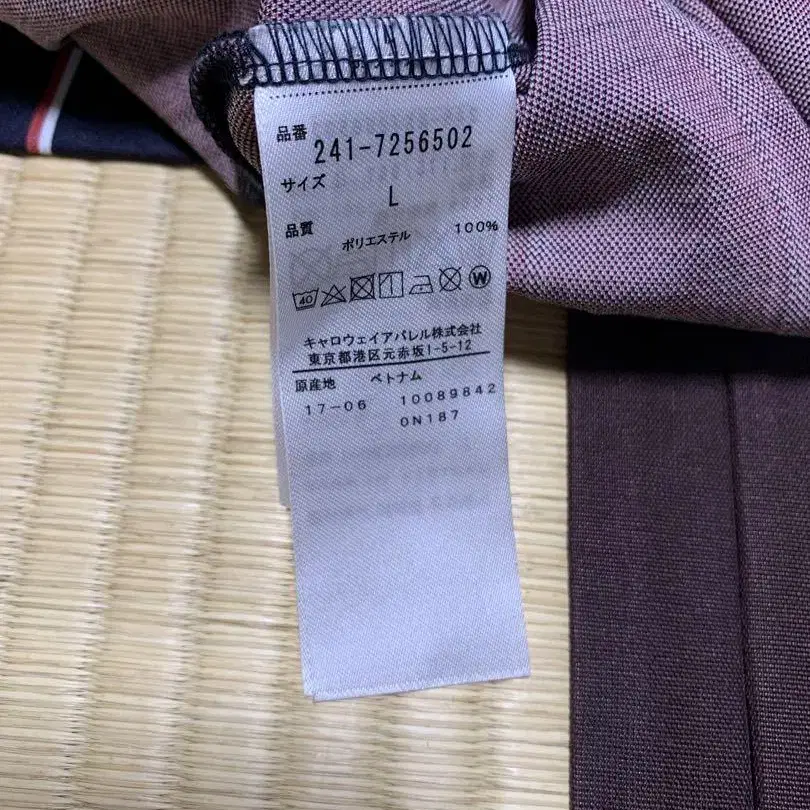 品番
241-7256502
サイズ
L
品質
ポリエステル 100%
40 W
キャロウェイアパレル株式会社
東京都港区元赤坂1-5-12
原産地 ベトナム
17-06 10089842
0N187